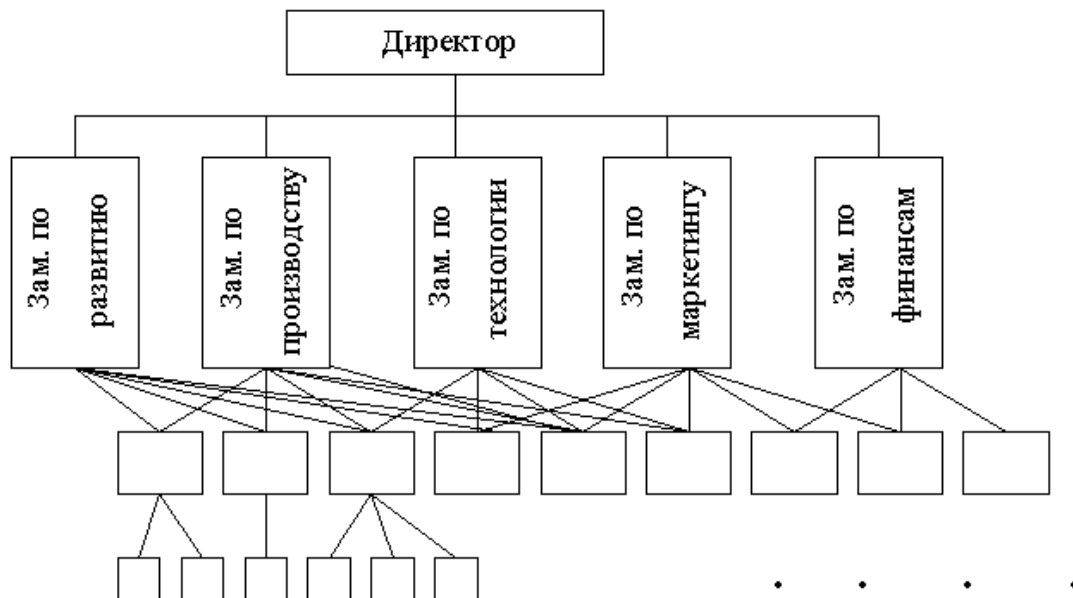 Директор
Зам. по
развитию
Зам. по
производству
Зам. по
технологии
Зам. по
маркетингу
Зам. по
финансам